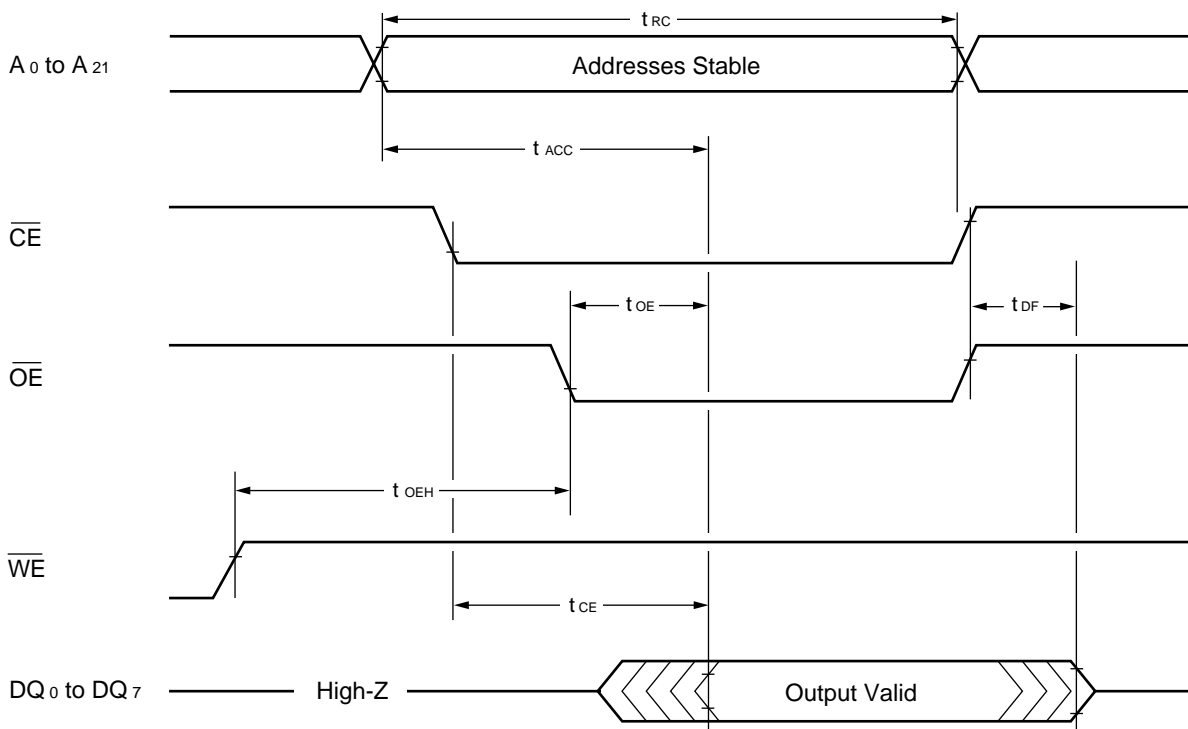 t RC
A 0 to A 21
Addresses Stable
t ACC
CE
t OE
t DF
OE
t OEH
WE
t CE
DQ 0 to DQ 7
High-Z
Output Valid